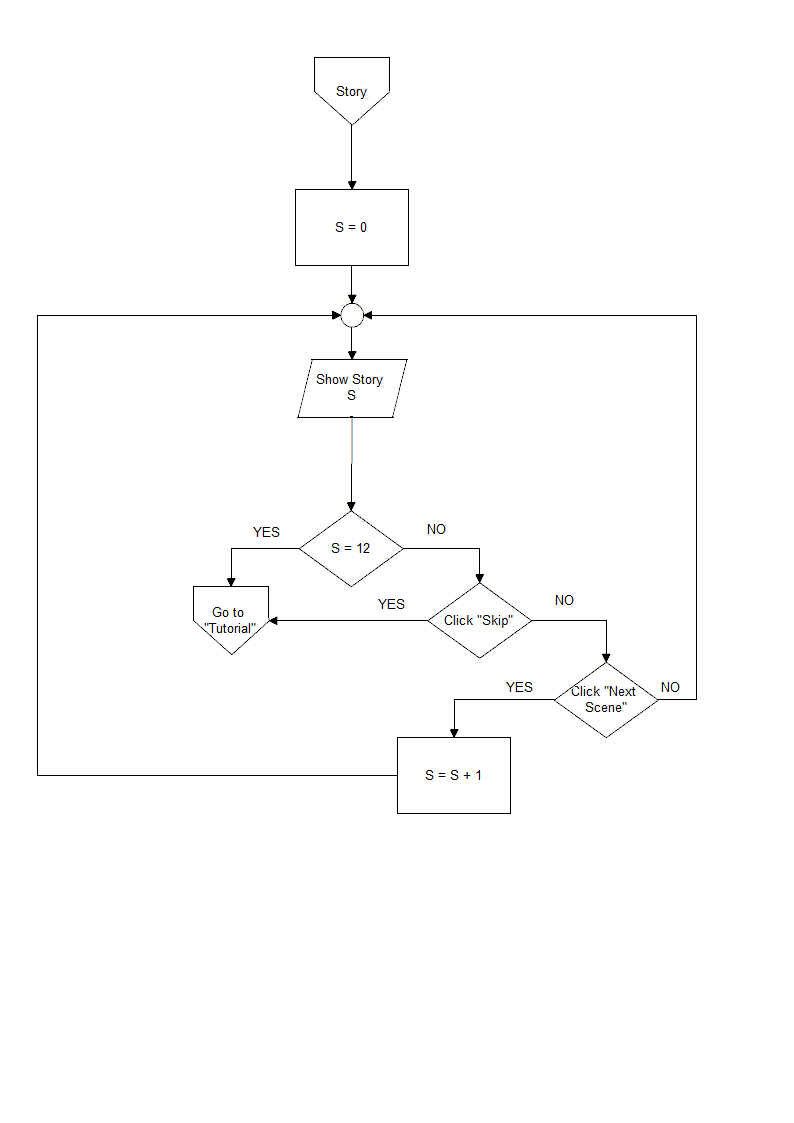 Story
S = 0
Show Story
S
YES
NO
S = 12
YES
NO
Go to
"Tutorial"
Click "Skip"
YES
NO
Click "Next
Scene"
S = S + 1